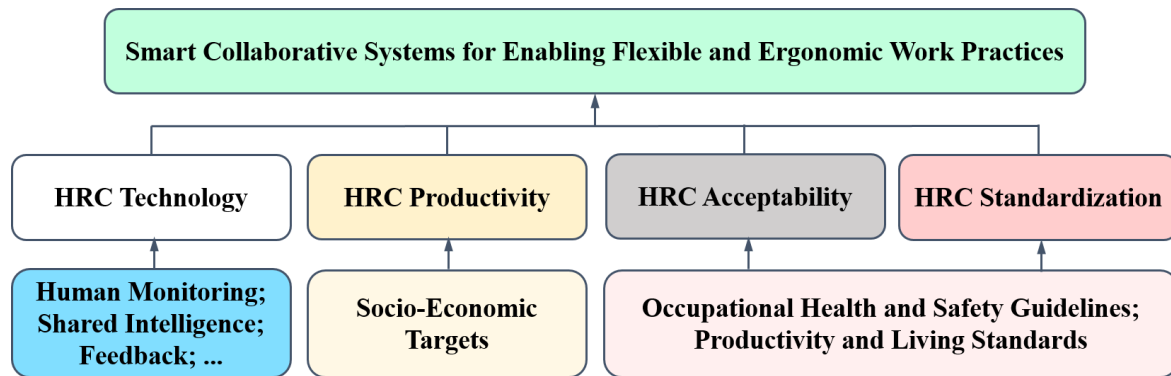 Smart Collaborative Systems for Enabling Flexible and Ergonomic Work Practices
HRC Technology
HRC Productivity
HRC Acceptability
HRC Standardization
Human Monitoring;
Shared Intelligence;
Feedback; ...
Socio-Economic
Targets
Occupational Health and Safety Guidelines;
Productivity and Living Standards